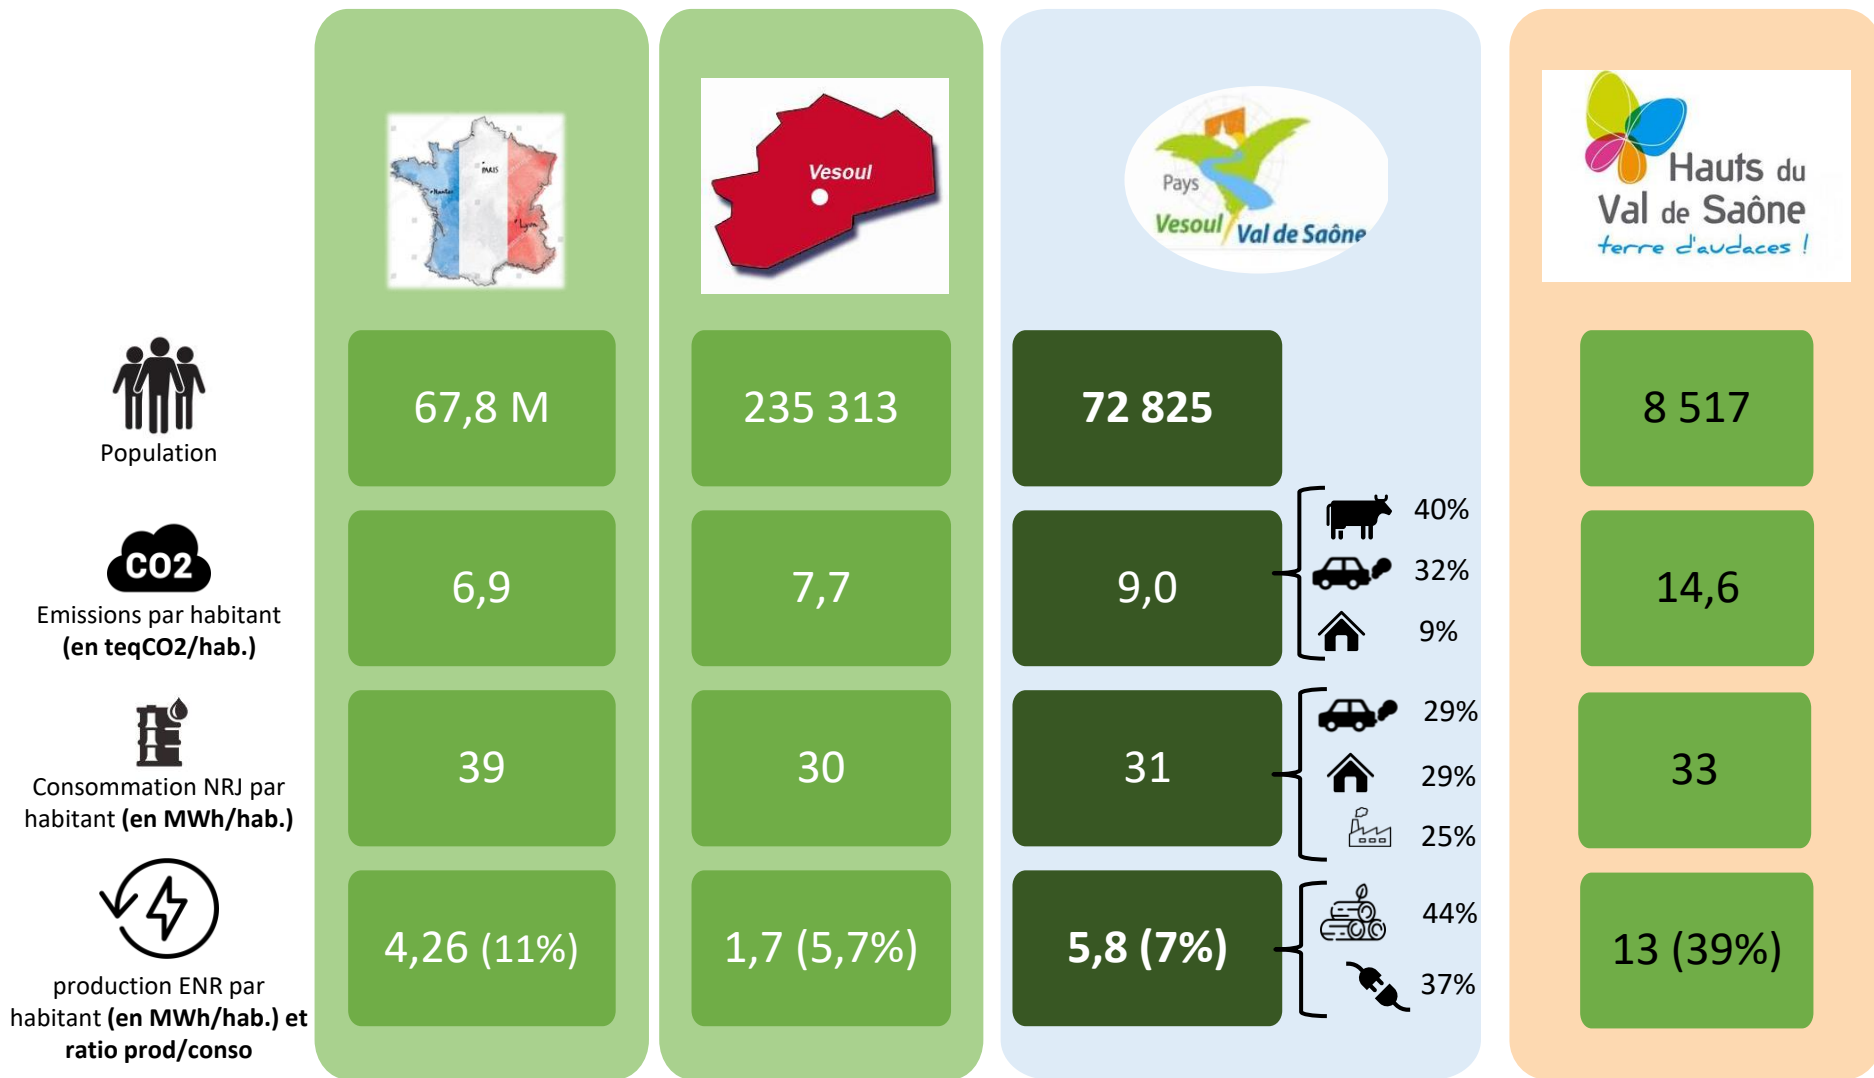 PARIS
Nantes
Lyon
Vesoul
Pays
Vesoul Val de Saône
Hauts du
Val de Saône
terre d'audaces !
Population
67,8 M
235 313
72 825
8 517
CO2
Emissions par habitant
(en teqCO2/hab.)
6,9
7,7
9,0
40%
32%
9%
14,6
Consommation NRJ par
habitant (en MWh/hab.)
39
30
31
29%
29%
25%
33
production ENR par
habitant (en MWh/hab.) et
ratio prod/conso
4,26 (11%)
1,7 (5,7%)
5,8 (7%)
44%
37%
13 (39%)